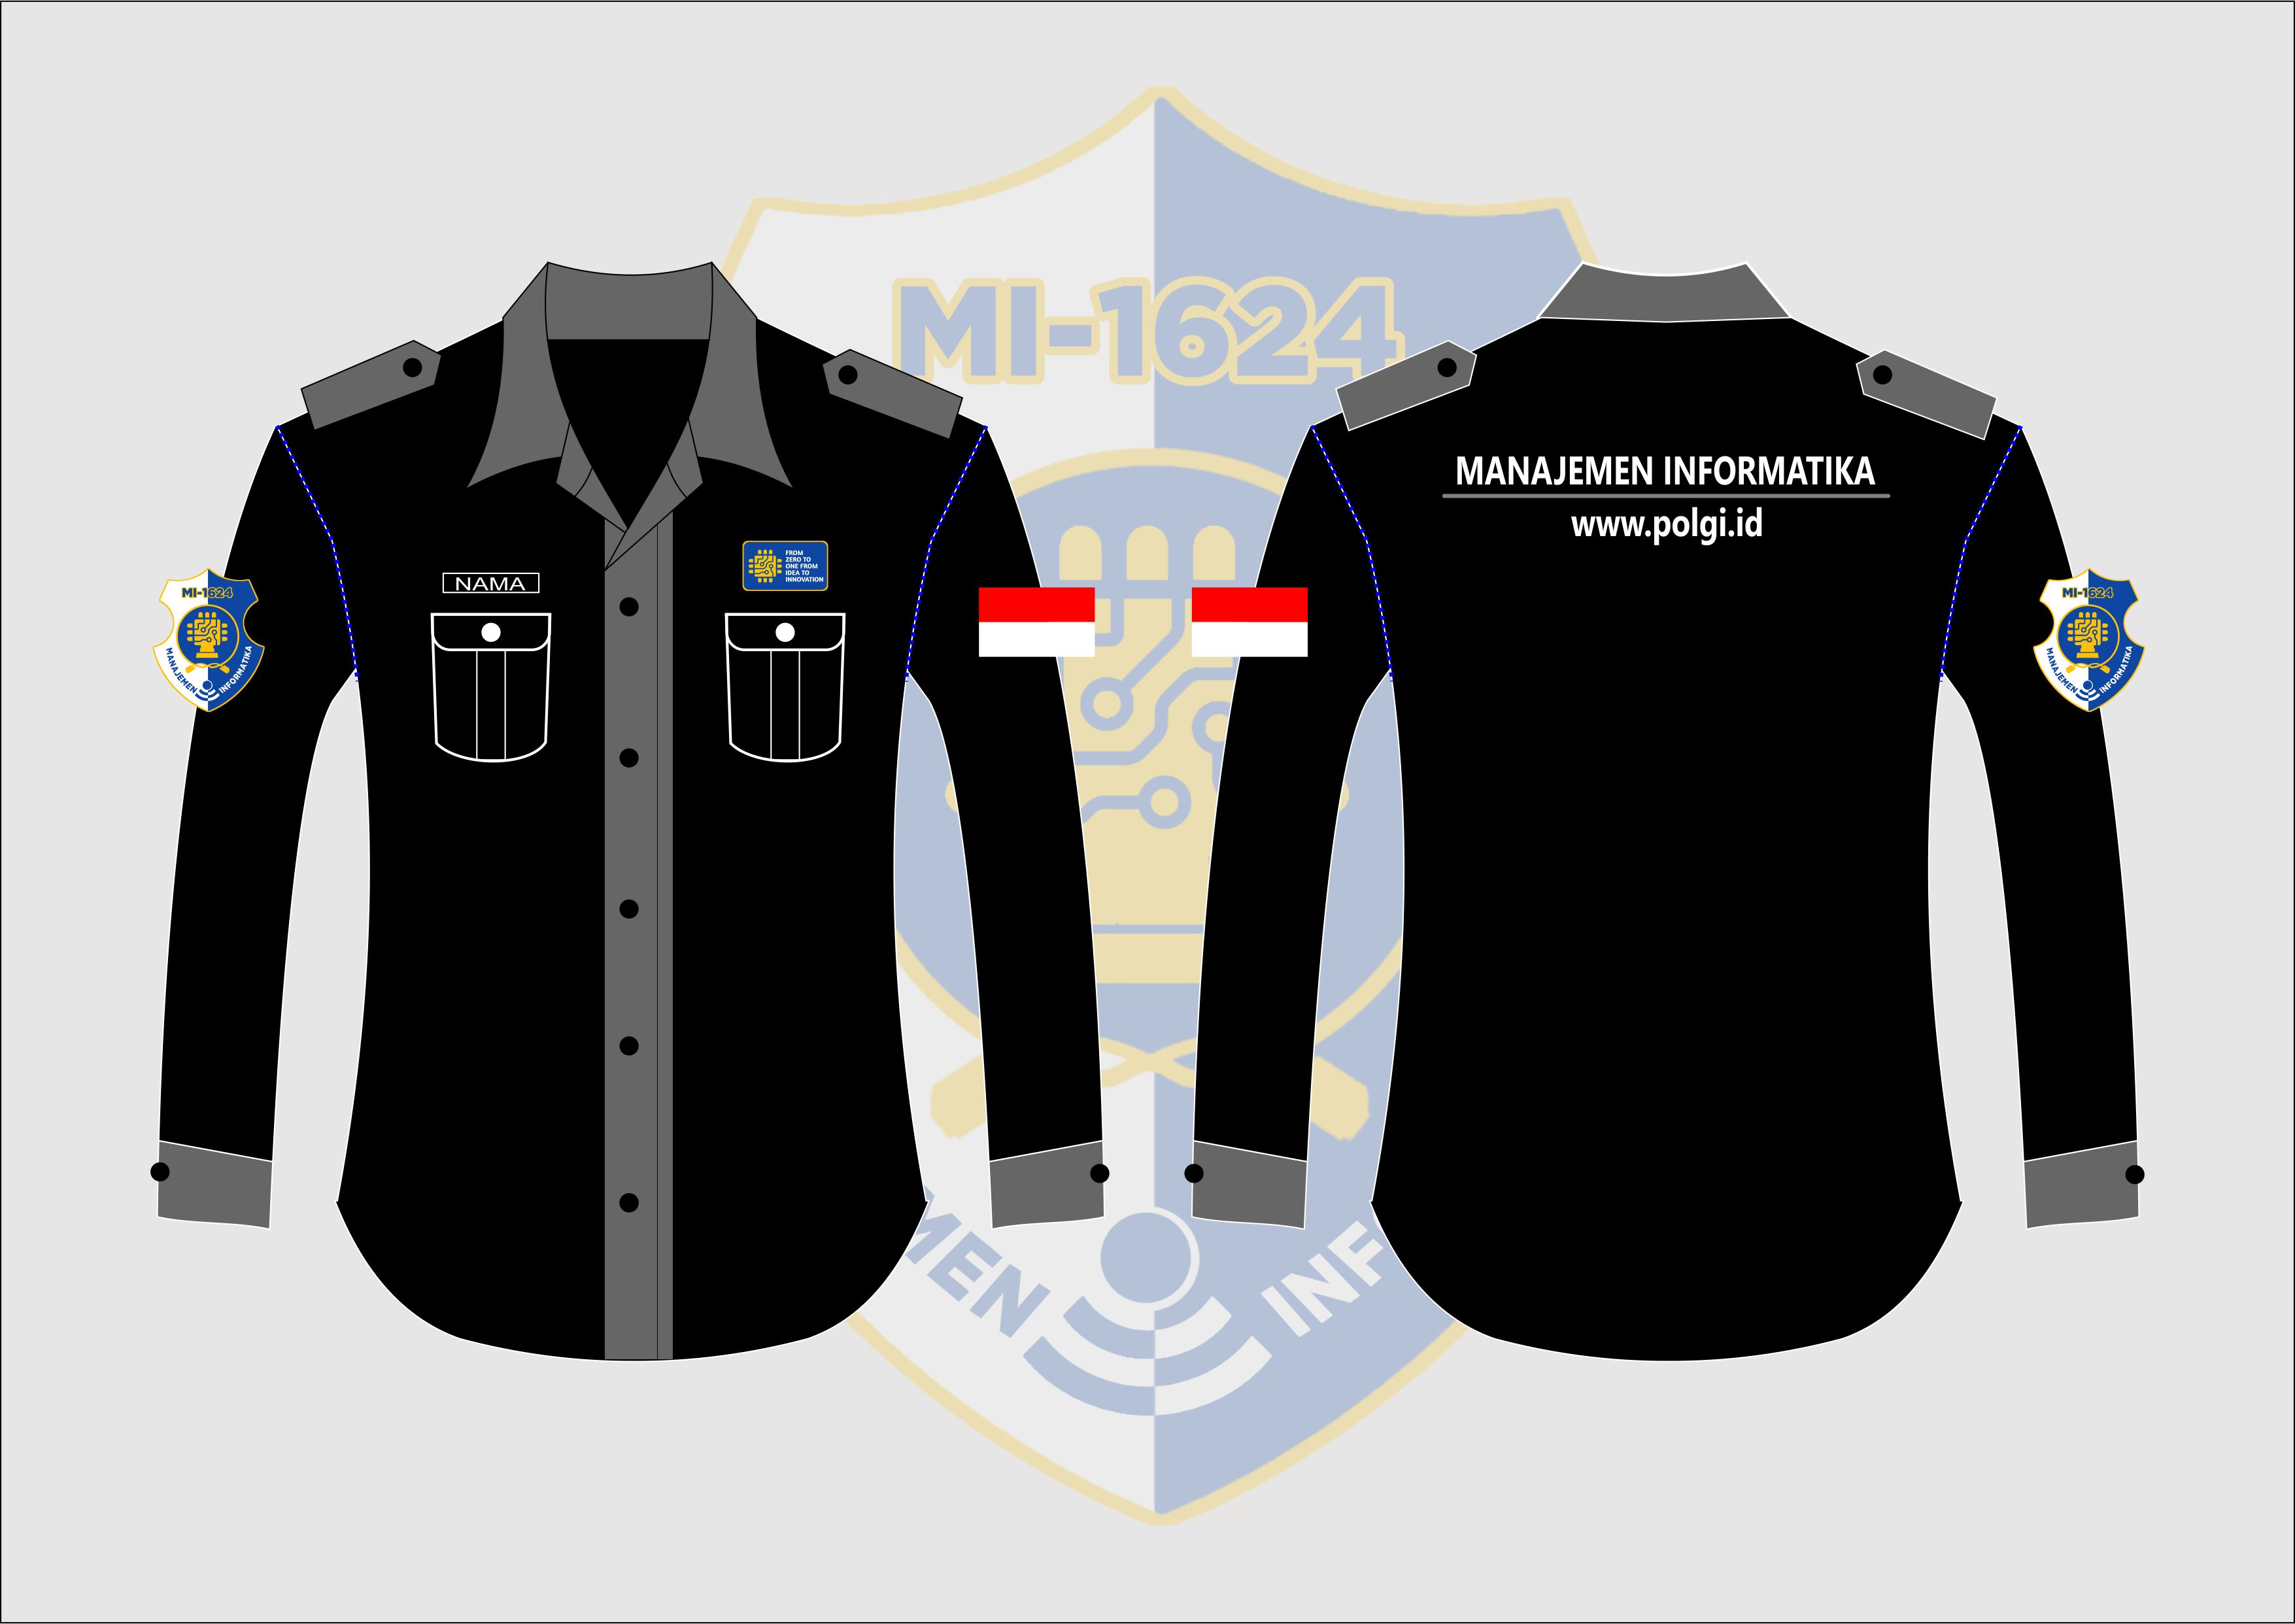 MI-1624
MEN INF
NAMA
FROM
ZERO TO
ONE FROM
IDEA TO
INNOVATION
MI-1624
MANAJEMEN INFORMATIKA
MANAJEMEN INFORMATIKA
www.polgi.id
MI-1624
MANAJEMEN INFORMATIKA